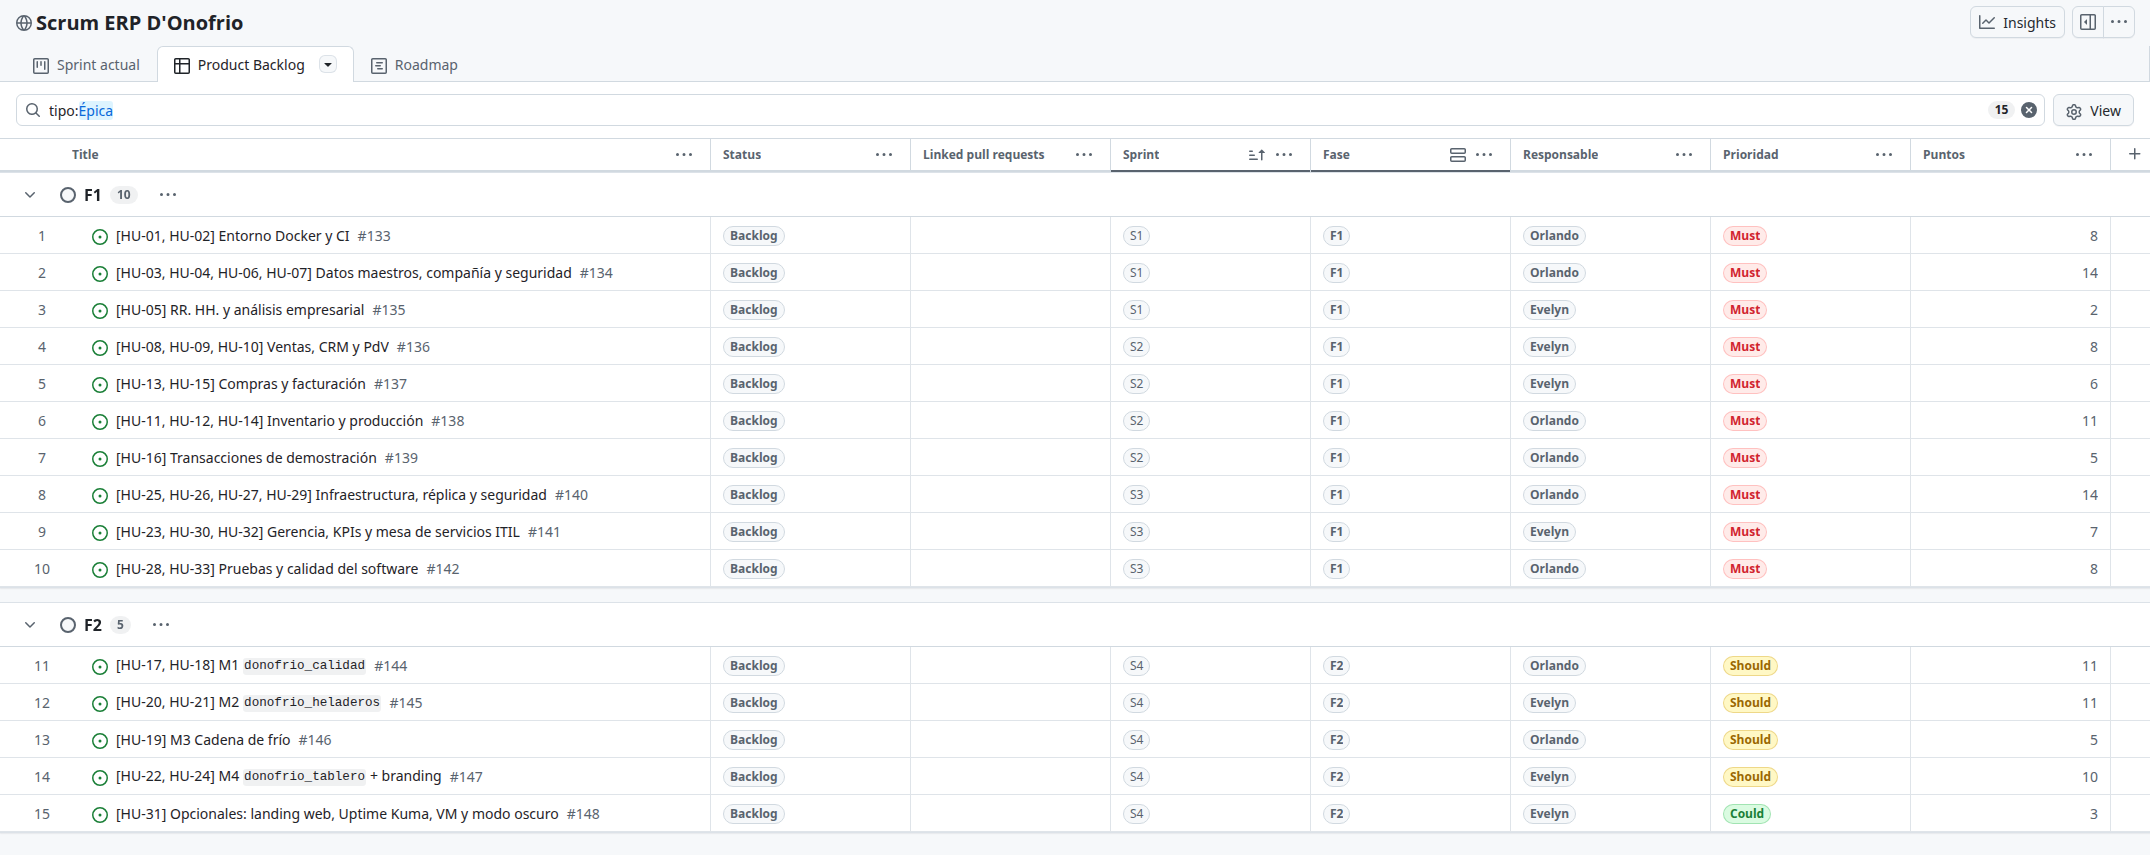 Scrum ERP D'Onofrio
Insights
Sprint actual Product Backlog Roadmap
tipo:Épica 15 View
Title Status Linked pull requests Sprint Fase Responsable Prioridad Puntos
F1 10
1 [HU-01, HU-02] Entorno Docker y CI #133 Backlog S1 F1 Orlando Must 8
2 [HU-03, HU-04, HU-06, HU-07] Datos maestros, compañía y seguridad #134 Backlog S1 F1 Orlando Must 14
3 [HU-05] RR. HH. y análisis empresarial #135 Backlog S1 F1 Evelyn Must 2
4 [HU-08, HU-09, HU-10] Ventas, CRM y PdV #136 Backlog S2 F1 Evelyn Must 8
5 [HU-13, HU-15] Compras y facturación #137 Backlog S2 F1 Evelyn Must 6
6 [HU-11, HU-12, HU-14] Inventario y producción #138 Backlog S2 F1 Orlando Must 11
7 [HU-16] Transacciones de demostración #139 Backlog S2 F1 Orlando Must 5
8 [HU-25, HU-26, HU-27, HU-29] Infraestructura, réplica y seguridad #140 Backlog S3 F1 Orlando Must 14
9 [HU-23, HU-30, HU-32] Gerencia, KPIs y mesa de servicios ITIL #141 Backlog S3 F1 Evelyn Must 7
10 [HU-28, HU-33] Pruebas y calidad del software #142 Backlog S3 F1 Orlando Must 8
F2 5
11 [HU-17, HU-18] M1 donofrio_calidad #144 Backlog S4 F2 Orlando Should 11
12 [HU-20, HU-21] M2 donofrio_heladeros #145 Backlog S4 F2 Evelyn Should 11
13 [HU-19] M3 Cadena de frío #146 Backlog S4 F2 Orlando Should 5
14 [HU-22, HU-24] M4 donofrio_tablero + branding #147 Backlog S4 F2 Evelyn Should 10
15 [HU-31] Opcionales: landing web, Uptime Kuma, VM y modo oscuro #148 Backlog S4 F2 Evelyn Could 3